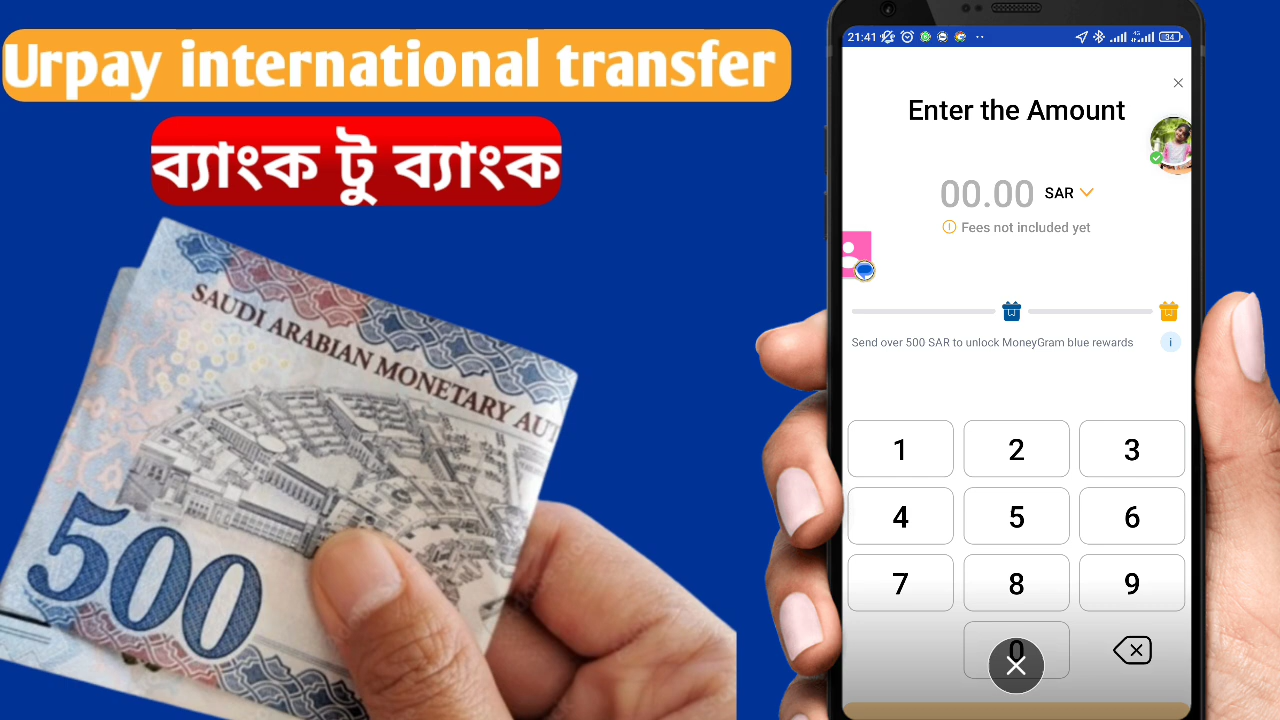 Urpay international transfer
ব্যাংক টু ব্যাংক
SAUDI ARABIAN MONETARY AUT
500
21:41
34
Enter the Amount
00.00 SAR
Fees not included yet
Send over 500 SAR to unlock MoneyGram blue rewards
1 2 3
4 5 6
7 8 9
0